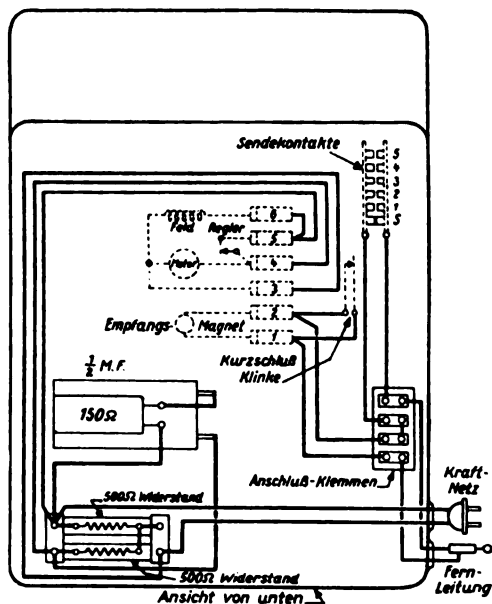 Sendekontakte
5
4
3
2
1
S
Feld
Regler
Motor
6
5
4
3
2
1
Empfangs-Magnet
Kurzschluß
Klinke
1/2 M.F.
150Ω
Anschluß-Klemmen
Kraft-
Netz
500Ω Widerstand
500Ω Widerstand
Fern-
Leitung
Ansicht von unten